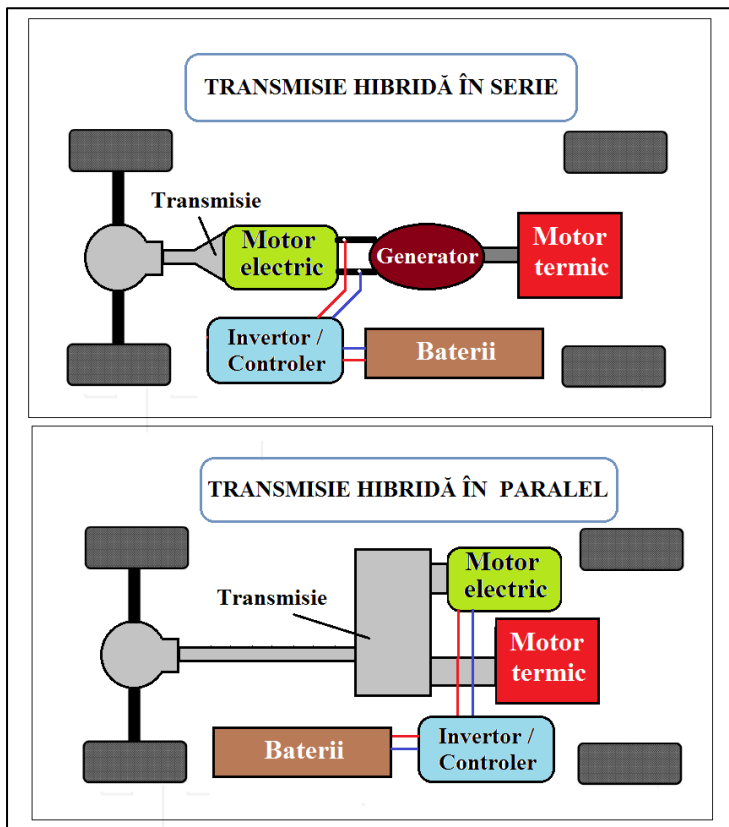 TRANSMISIE HIBRIDĂ ÎN SERIE
Transmisie
Motor
electric
Generator
Motor
termic
Invertor /
Controler
Baterii
TRANSMISIE HIBRIDĂ ÎN PARALEL
Motor
electric
Transmisie
Motor
termic
Baterii
Invertor /
Controler